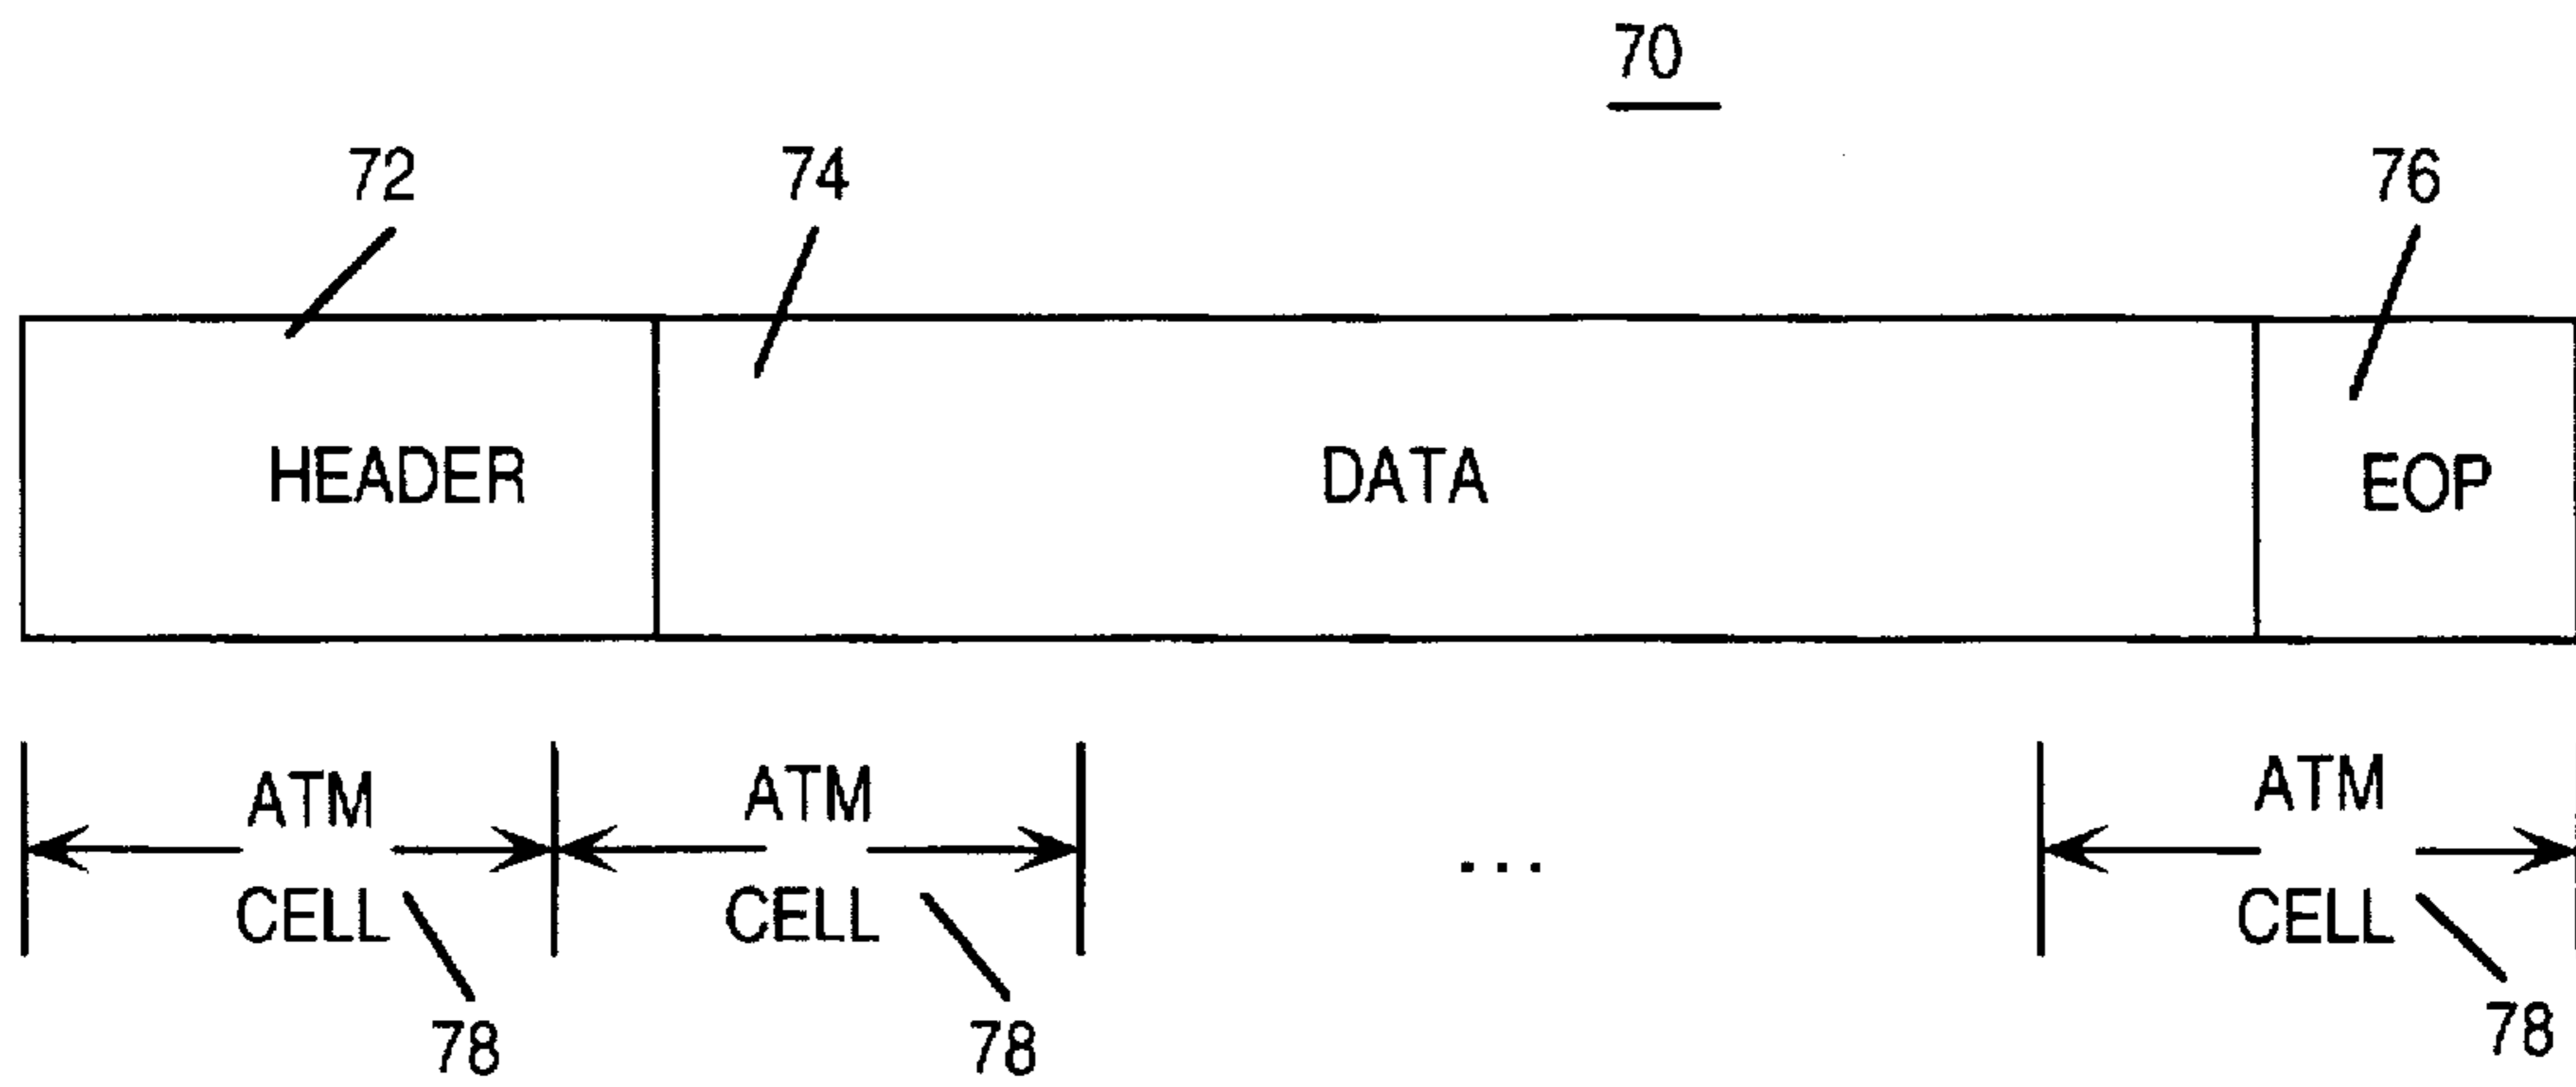 70
72 74 76
HEADER DATA EOP
ATM ATM ATM
... 
CELL CELL CELL
78 78 78